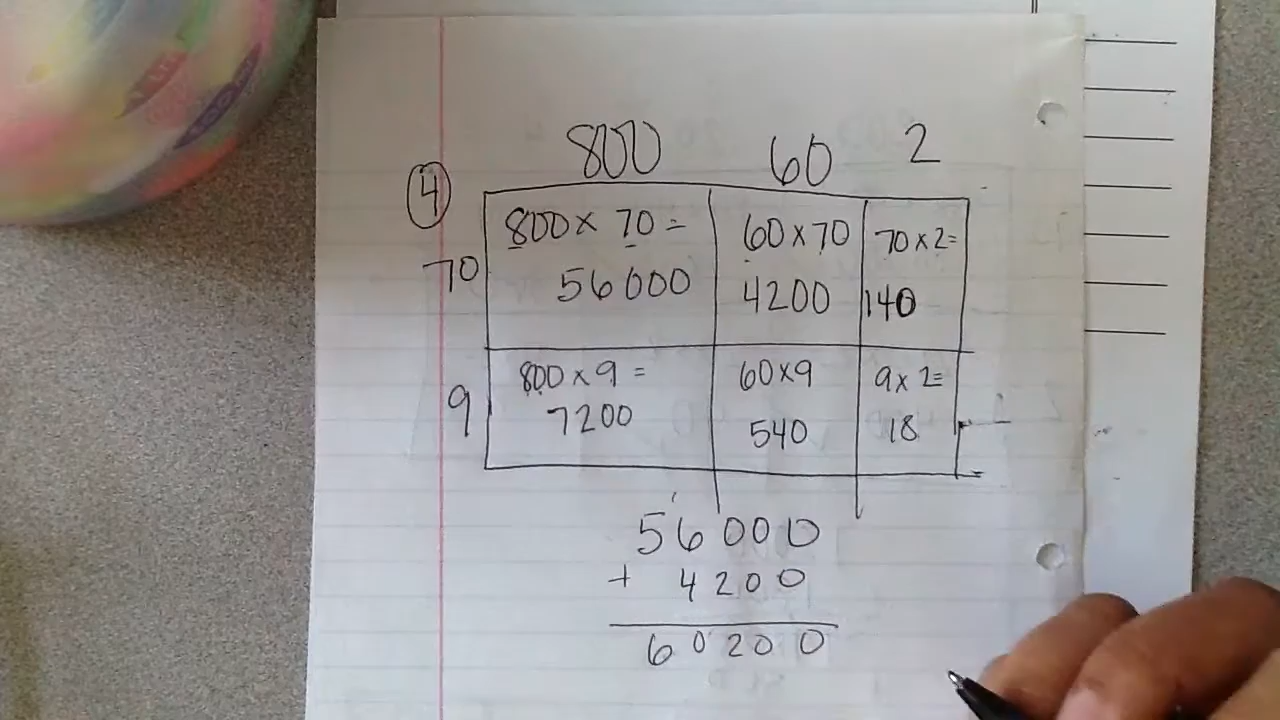 800 60 2
④
800 x 70 = 60 x 70 70 x 2=
70 56000 4200 140
800 x 9 = 60 x 9 9 x 2=
9 7200 540 18
1
56000
+ 4200
60200